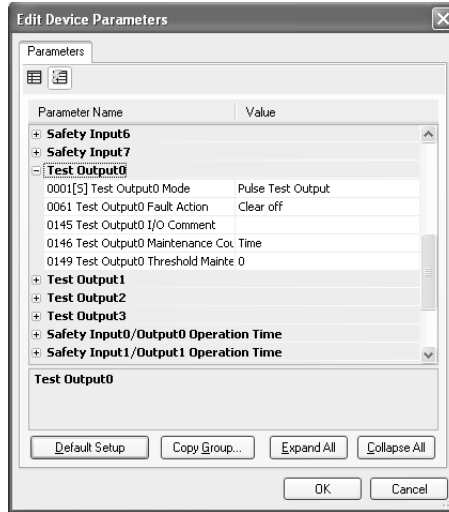 Edit Device Parameters
Parameters
Parameter Name Value
Safety Input6
Safety Input7
Test Output0
0001[S] Test Output0 Mode Pulse Test Output
0061 Test Output0 Fault Action Clear off
0145 Test Output0 I/O Comment
0146 Test Output0 Maintenance Cou Time
0149 Test Output0 Threshold Mainte 0
Test Output1
Test Output2
Test Output3
Safety Input0/Output0 Operation Time
Safety Input1/Output1 Operation Time
Test Output0
Default Setup Copy Group... Expand All Collapse All
OK Cancel